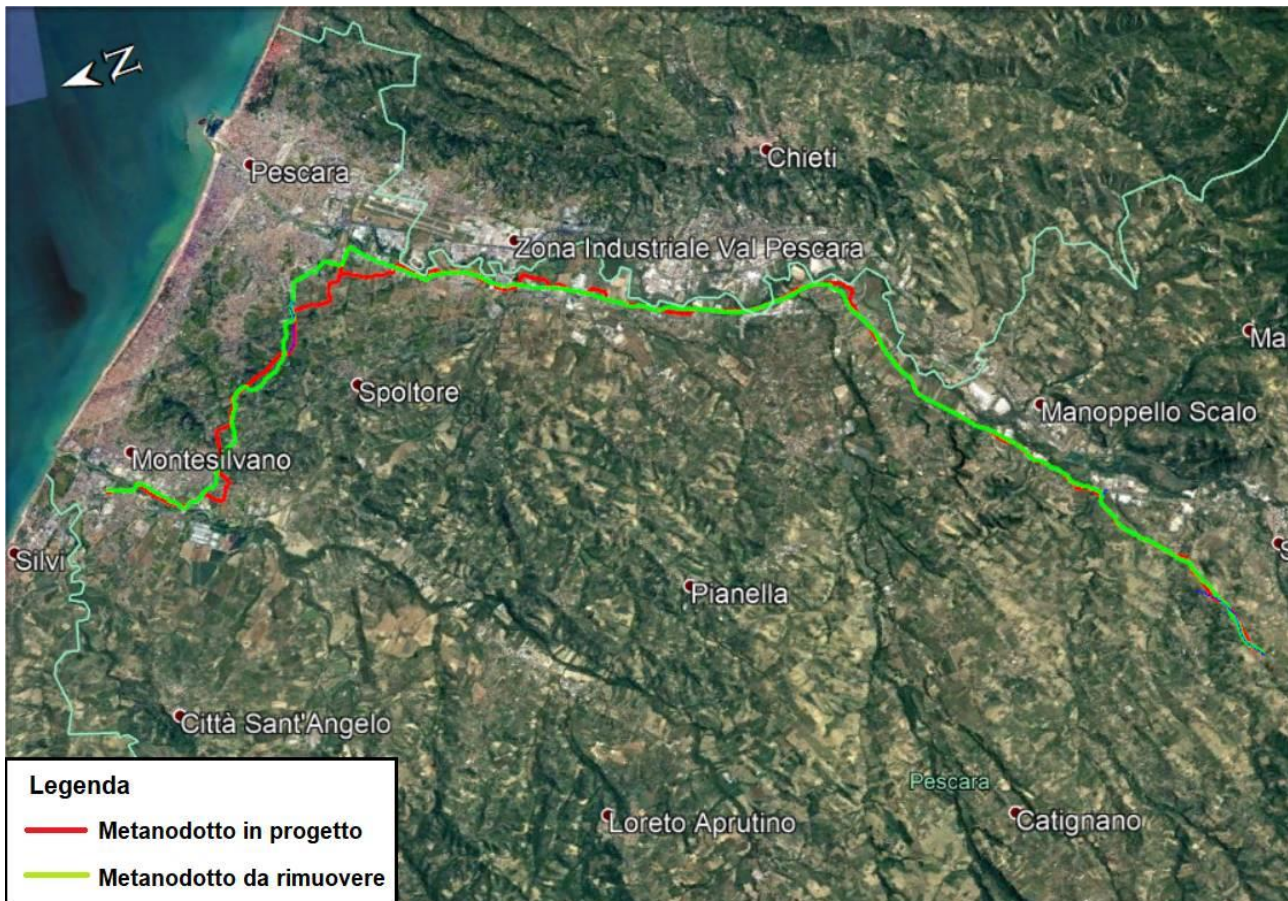 N
Pescara
Chieti
Zona Industriale Val Pescara
Ma
Spoltore
Manoppello Scalo
Montesilvano
S
Silvi
Pianella
Città Sant'Angelo
Pescara
Loreto Aprutino
Catignano
Legenda
Metanodotto in progetto
Metanodotto da rimuovere